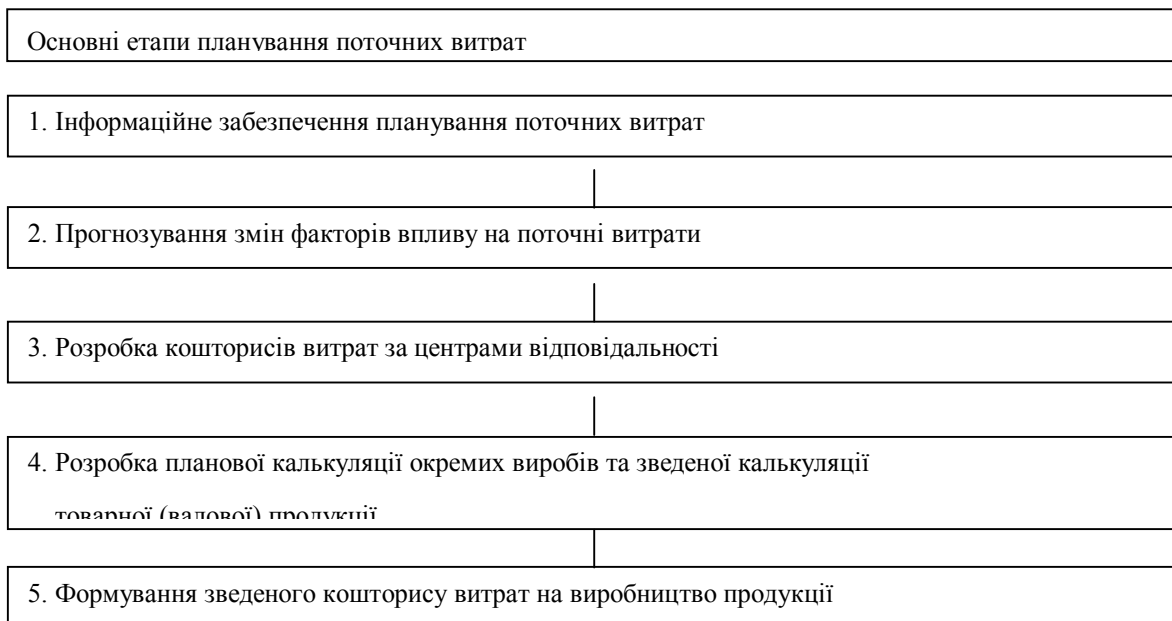 Основні етапи планування поточних витрат
1. Інформаційне забезпечення планування поточних витрат
2. Прогнозування змін факторів впливу на поточні витрати
3. Розробка кошторисів витрат за центрами відповідальності
4. Розробка планової калькуляції окремих виробів та зведеної калькуляції
товарної (валової) продукції
5. Формування зведеного кошторису витрат на виробництво продукції